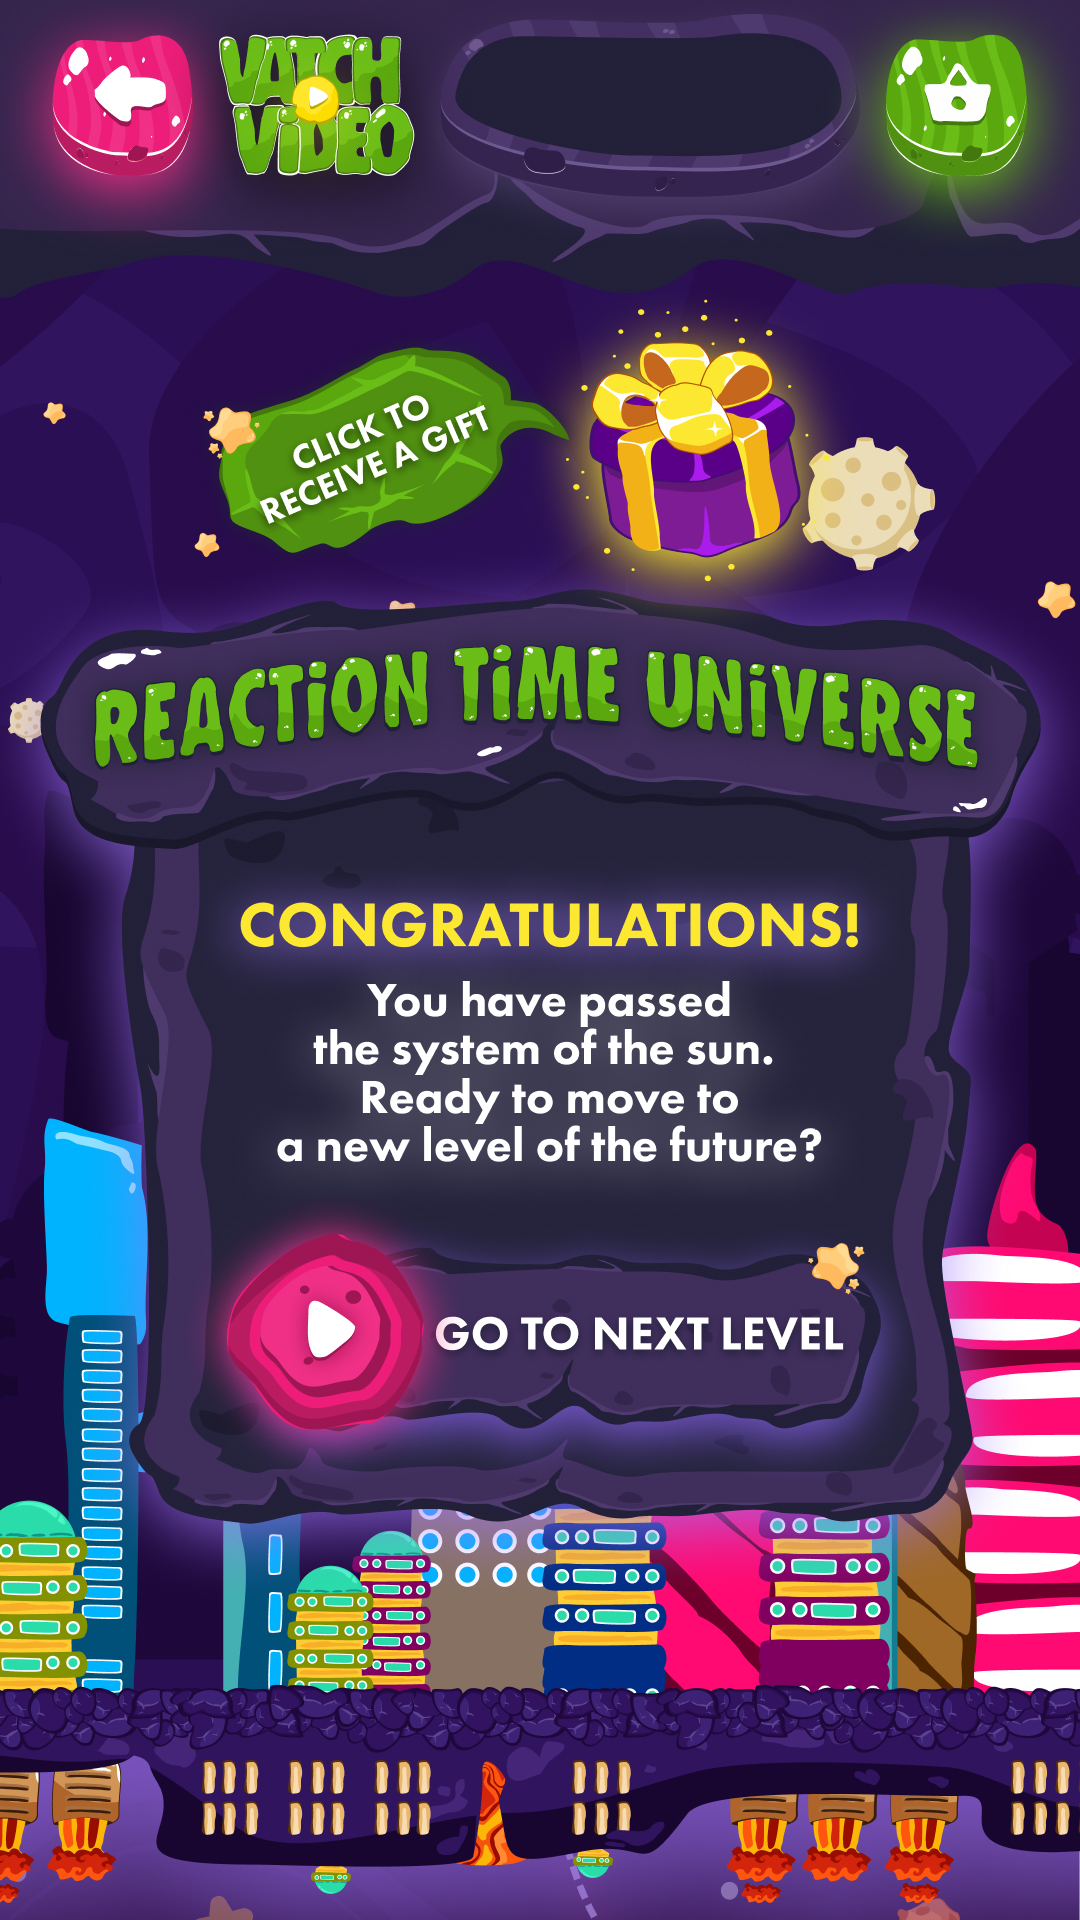 VATCH
VIDEO
CLICK TO
RECEIVE A GIFT
REACTION TIME UNIVERSE
CONGRATULATIONS!
You have passed
the system of the sun.
Ready to move to
a new level of the future?
GO TO NEXT LEVEL